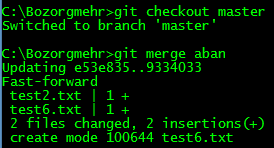 C:\Bozorgmehr>git checkout master
Switched to branch 'master'
C:\Bozorgmehr>git merge aban
Updating e53e835..9334033
Fast-forward
test2.txt | 1 +
test6.txt | 1 +
2 files changed, 2 insertions(+)
create mode 100644 test6.txt